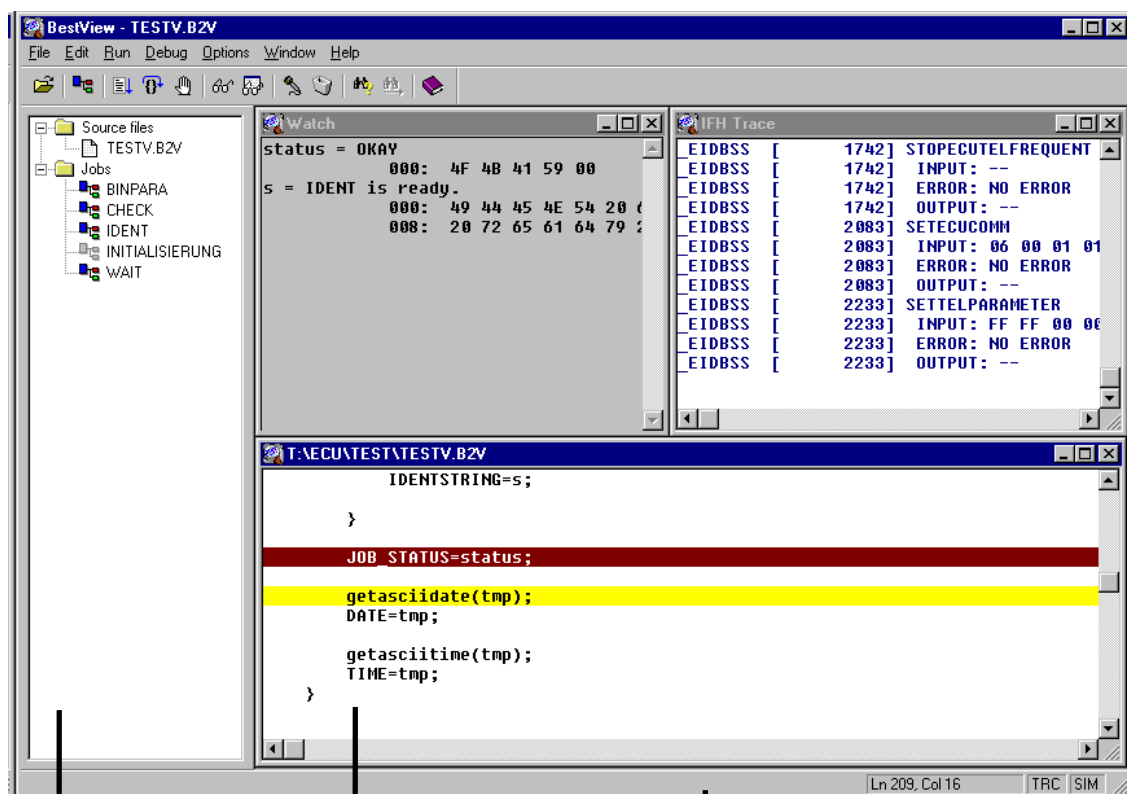 BestView - TESTV.B2V
File Edit Run Debug Options Window Help
Source files
TESTV.B2V
Jobs
BINPARA
CHECK
IDENT
INITIALISIERUNG
WAIT
Watch
status = OKAY
000: 4F 4B 41 59 00
s = IDENT is ready.
000: 49 44 45 4E 54 20
008: 20 72 65 61 64 79
IFH Trace
_EIDBSS [ 1742] STOPECUTELFREQUENT
_EIDBSS [ 1742] INPUT: --
_EIDBSS [ 1742] ERROR: NO ERROR
_EIDBSS [ 1742] OUTPUT: --
_EIDBSS [ 2083] SETECUCOMM
_EIDBSS [ 2083] INPUT: 06 00 01 01
_EIDBSS [ 2083] ERROR: NO ERROR
_EIDBSS [ 2083] OUTPUT: --
_EIDBSS [ 2233] SETTELPARAMETER
_EIDBSS [ 2233] INPUT: FF FF 00 00
_EIDBSS [ 2233] ERROR: NO ERROR
_EIDBSS [ 2233] OUTPUT: --
T:\ECU\TEST\TESTV.B2V
IDENTSTRING=s;
}
JOB_STATUS=status;
getasciidate(tmp);
DATE=tmp;
getasciitime(tmp);
TIME=tmp;
}
Ln 209, Col 16 TRC SIM